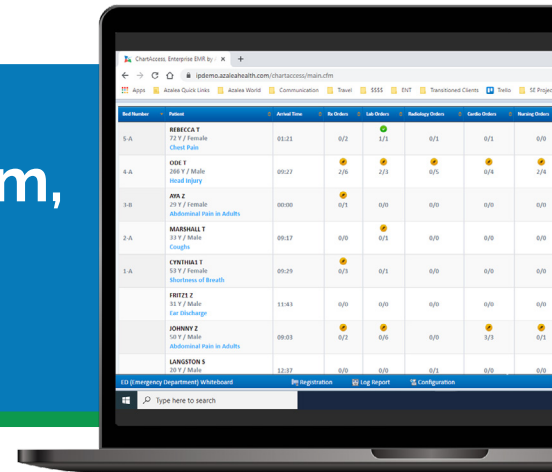 m,
ChartAccess, Enterprise EMR by
ipdemo.azaleahealth.com/chartaccess/main.cfm
Apps Azalea Quick Links Azalea World Communication Travel $$$$ ENT Transitioned Clients Trello SZ Projec
Bed Number Patient Arrival Time Rx Orders Lab Orders Radiology Orders Cardio Orders Nursing Orders
REBECCA T
5-A 72 Y / Female 01:21 0/2 1/1 0/1 0/1 0/0
Chest Pain
ODE T
4-A 266 Y / Male 09:27 2/6 2/3 0/5 0/4 2/4
Head Injury
AYA Z
3-B 29 Y / Female 00:00 0/1 0/0 0/0 0/0 0/0
Abdominal Pain in Adults
MARSHALL T
2-A 33 Y / Male 09:17 0/0 0/1 0/0 0/0 0/0
Coughs
CYNTHIA1 T
1-A 53 Y / Female 09:29 0/3 0/1 0/0 0/0 0/0
Shortness of Breath
FRITZ1 Z
31 Y / Male 11:43 0/0 0/0 0/0 0/0 0/0
Ear Discharge
JOHNNY Z
50 Y / Male 09:03 0/2 0/6 0/0 3/3 0/1
Abdominal Pain in Adults
LANGSTON S
20 Y / Male 12:37 0/0 0/0 0/1 0/0 0/0
ED (Emergency Department) Whiteboard Registration Log Report Configuration
Type here to search